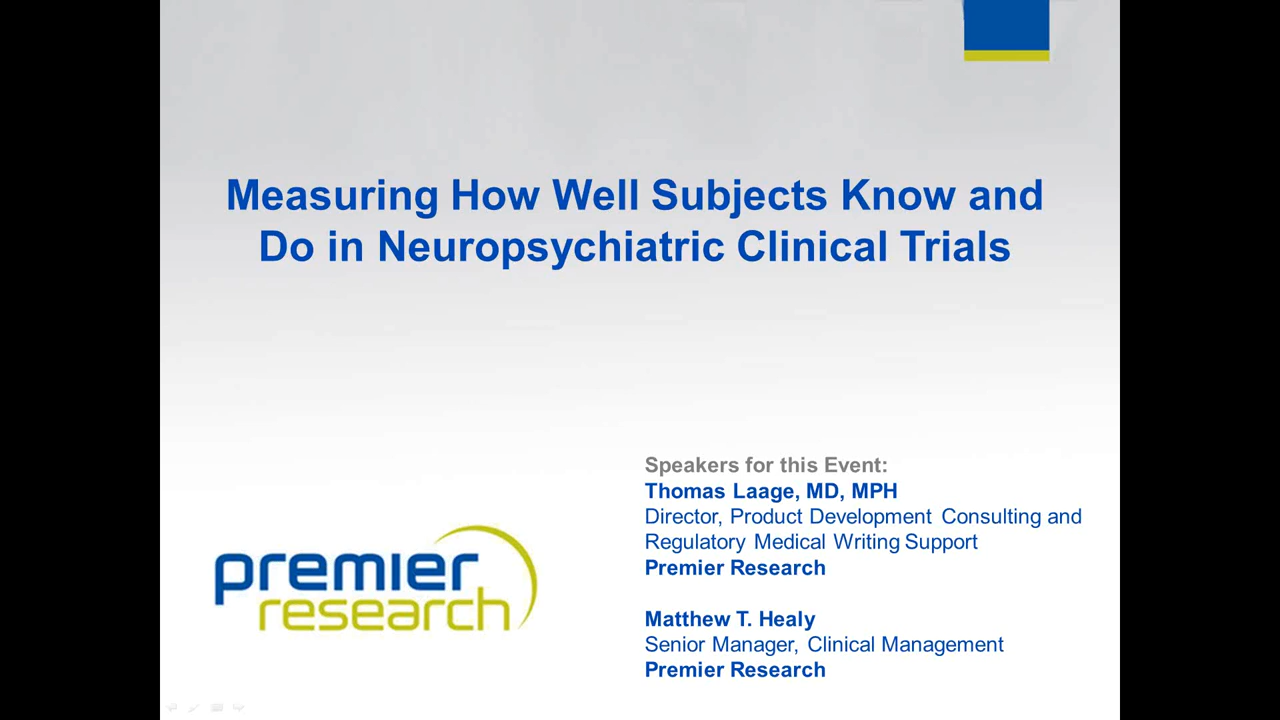 Measuring How Well Subjects Know and
Do in Neuropsychiatric Clinical Trials
Speakers for this Event:
Thomas Laage, MD, MPH
Director, Product Development Consulting and
Regulatory Medical Writing Support
Premier Research
Matthew T. Healy
Senior Manager, Clinical Management
Premier Research
premier
research